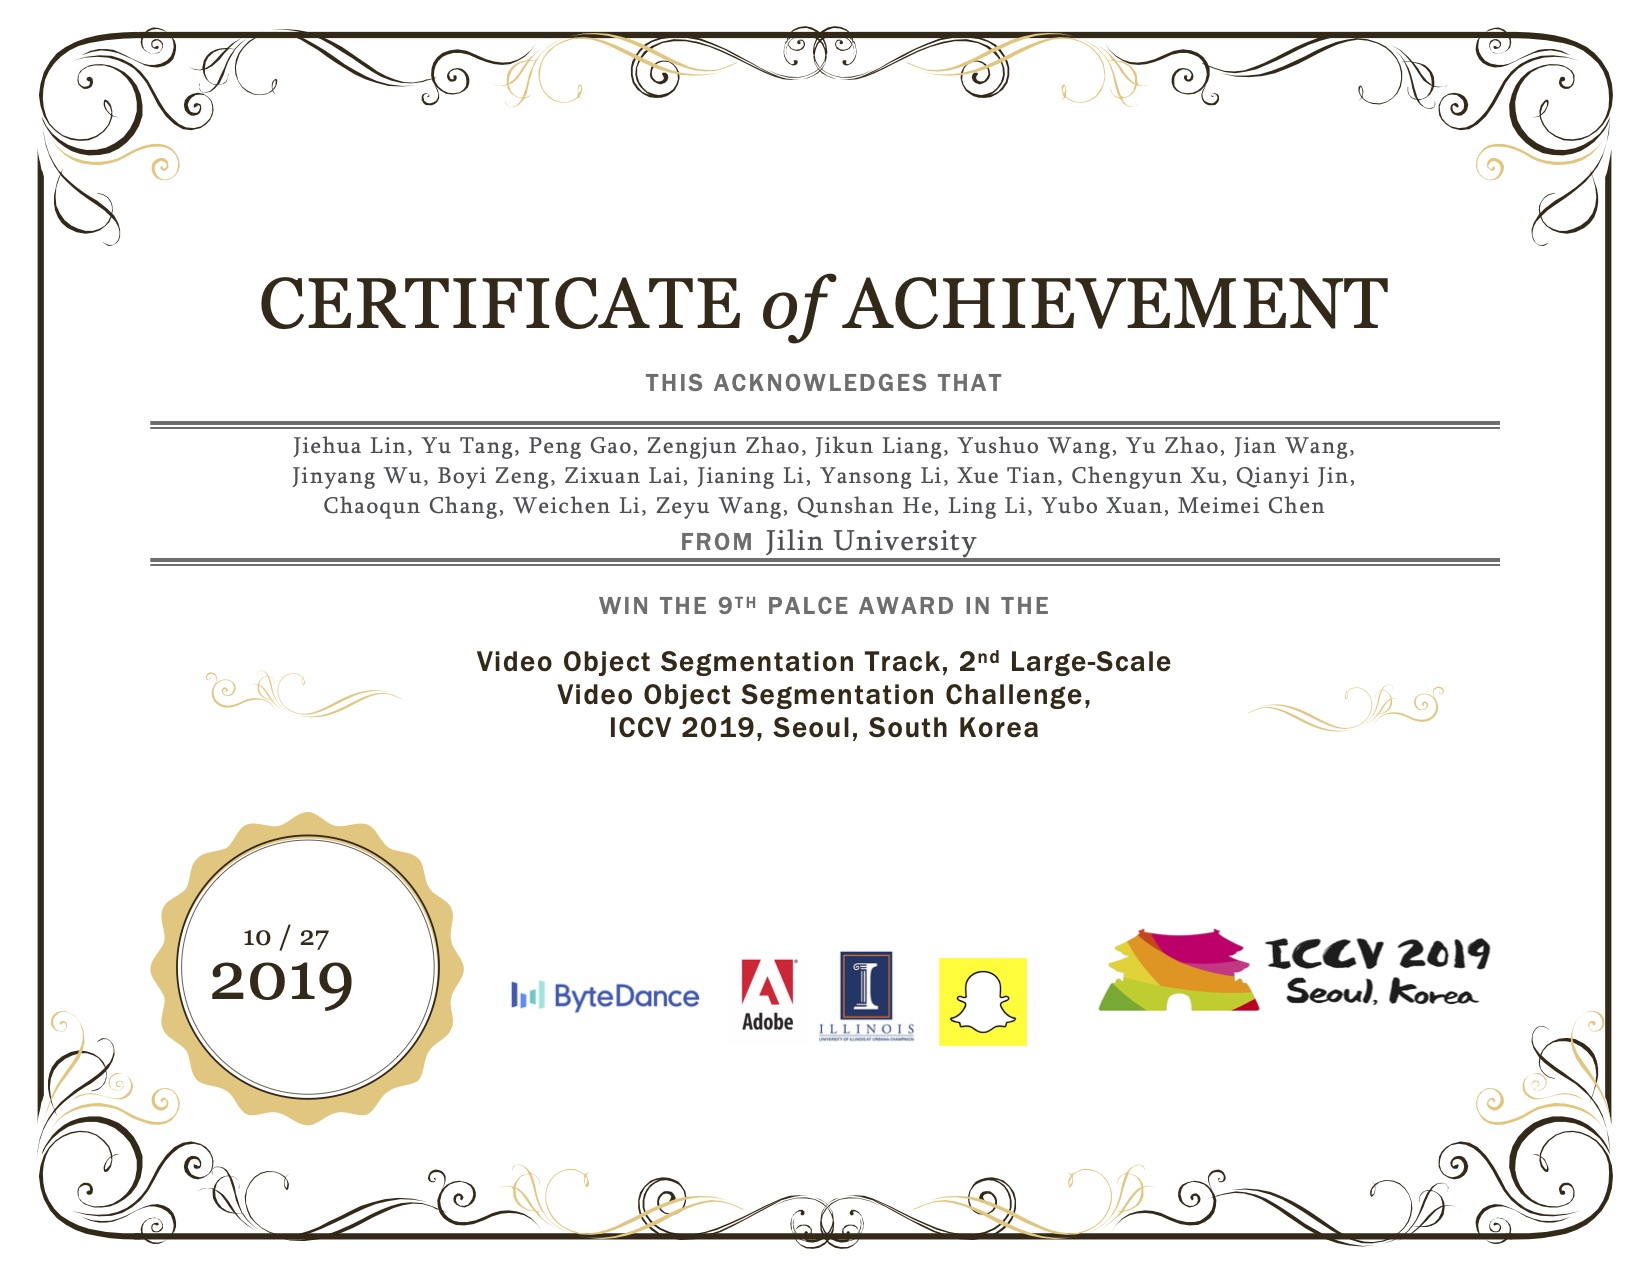 CERTIFICATE of ACHIEVEMENT
THIS ACKNOWLEDGES THAT
Jiehua Lin, Yu Tang, Peng Gao, Zengjun Zhao, Jikun Liang, Yushuo Wang, Yu Zhao, Jian Wang,
Jinyang Wu, Boyi Zeng, Zixuan Lai, Jianing Li, Yansong Li, Xue Tian, Chengyun Xu, Qianyi Jin,
Chaoqun Chang, Weichen Li, Zeyu Wang, Qunshan He, Ling Li, Yubo Xuan, Meimei Chen
FROM Jilin University
WIN THE 9TH PALCE AWARD IN THE
Video Object Segmentation Track, 2nd Large-Scale
Video Object Segmentation Challenge,
ICCV 2019, Seoul, South Korea
10 / 27
2019
ByteDance
Adobe
I
ILLINOIS
UNIVERSITY OF ILLINOIS AT URBANA-CHAMPAIGN
ICCV 2019
Seoul, Korea